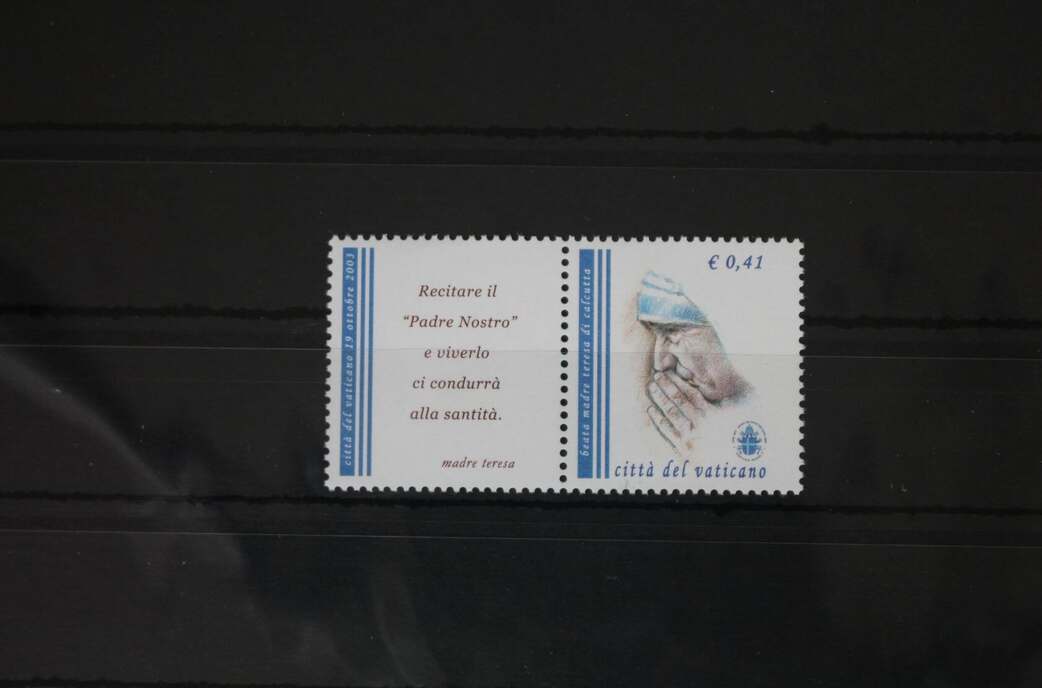 città del vaticano 19 ottobre 2003
Recitare il
“Padre Nostro”
e viverlo
ci condurrà
alla santità.
madre teresa
beata madre teresa di calcutta
€ 0,41
città del vaticano